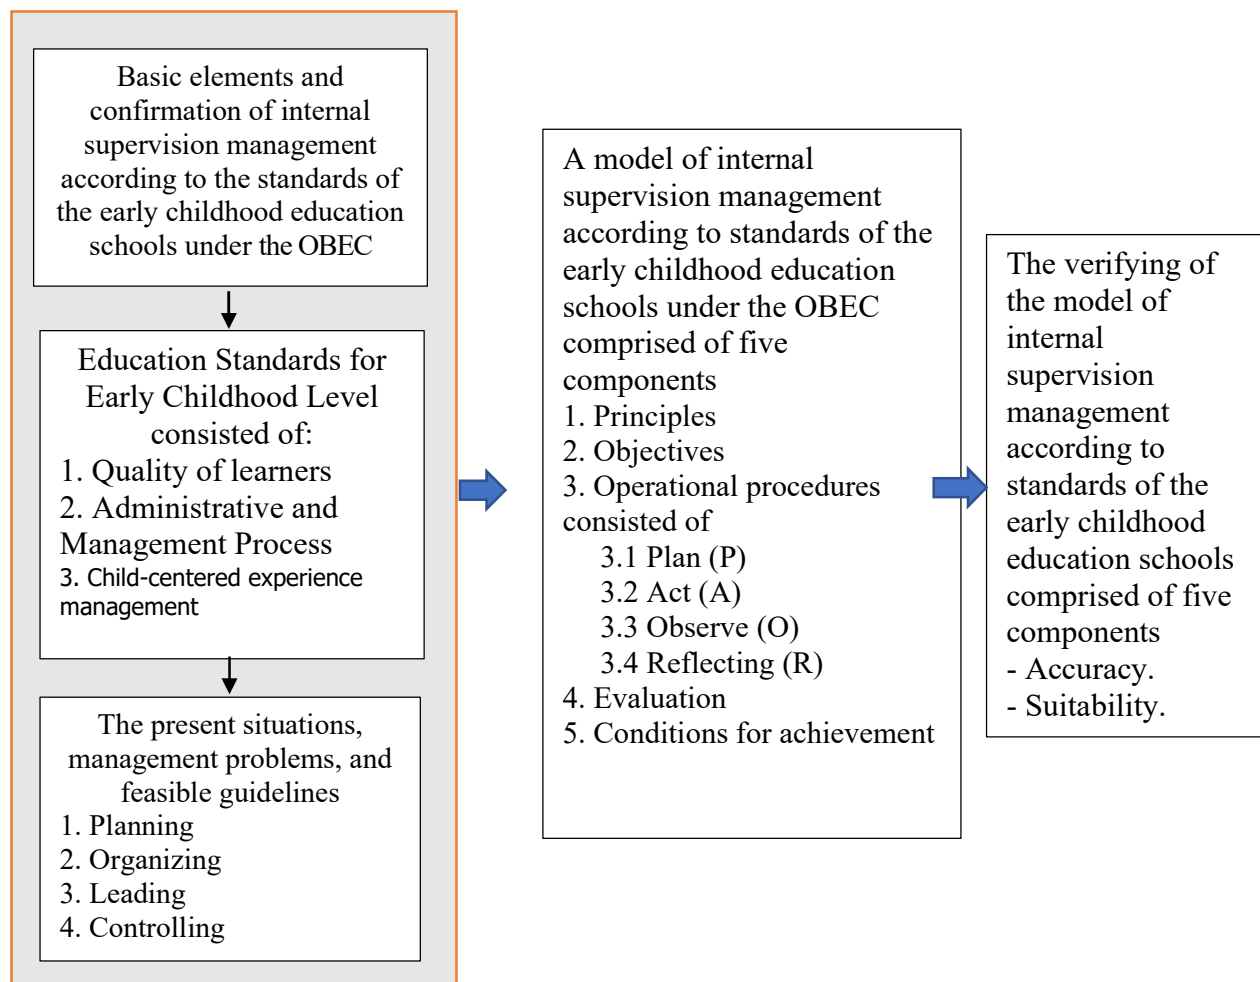 Basic elements and
confirmation of internal
supervision management
according to the standards of
the early childhood education
schools under the OBEC
Education Standards for
Early Childhood Level
consisted of:
1. Quality of learners
2. Administrative and
Management Process
3. Child-centered experience
management
The present situations,
management problems, and
feasible guidelines
1. Planning
2. Organizing
3. Leading
4. Controlling
A model of internal
supervision management
according to standards of the
early childhood education
schools under the OBEC
comprised of five
components
1. Principles
2. Objectives
3. Operational procedures
consisted of
3.1 Plan (P)
3.2 Act (A)
3.3 Observe (O)
3.4 Reflecting (R)
4. Evaluation
5. Conditions for achievement
The verifying of
the model of
internal
supervision
management
according to
standards of the
early childhood
education schools
comprised of five
components
- Accuracy.
- Suitability.